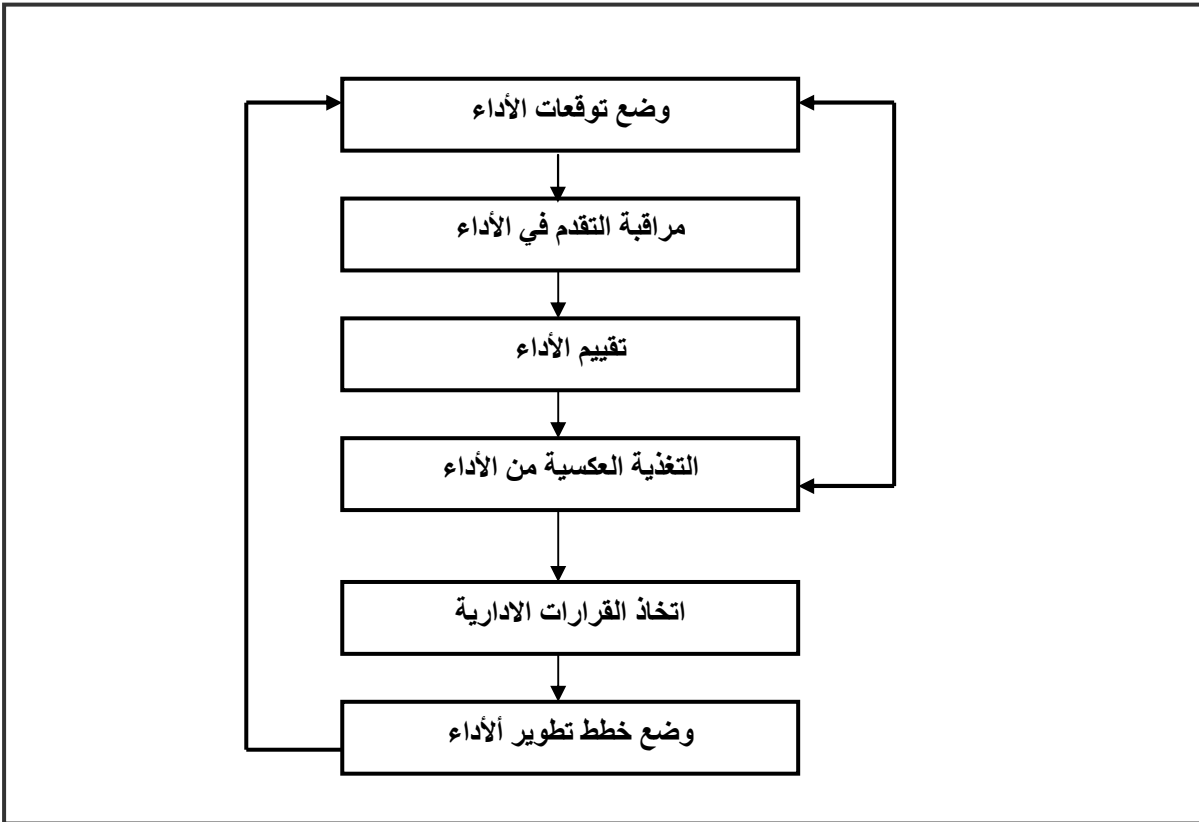 وضع توقعات الأداء
مراقبة التقدم في الأداء
تقييم الأداء
التغذية العكسية من الأداء
اتخاذ القرارات الادارية
وضع خطط تطوير ألأداء